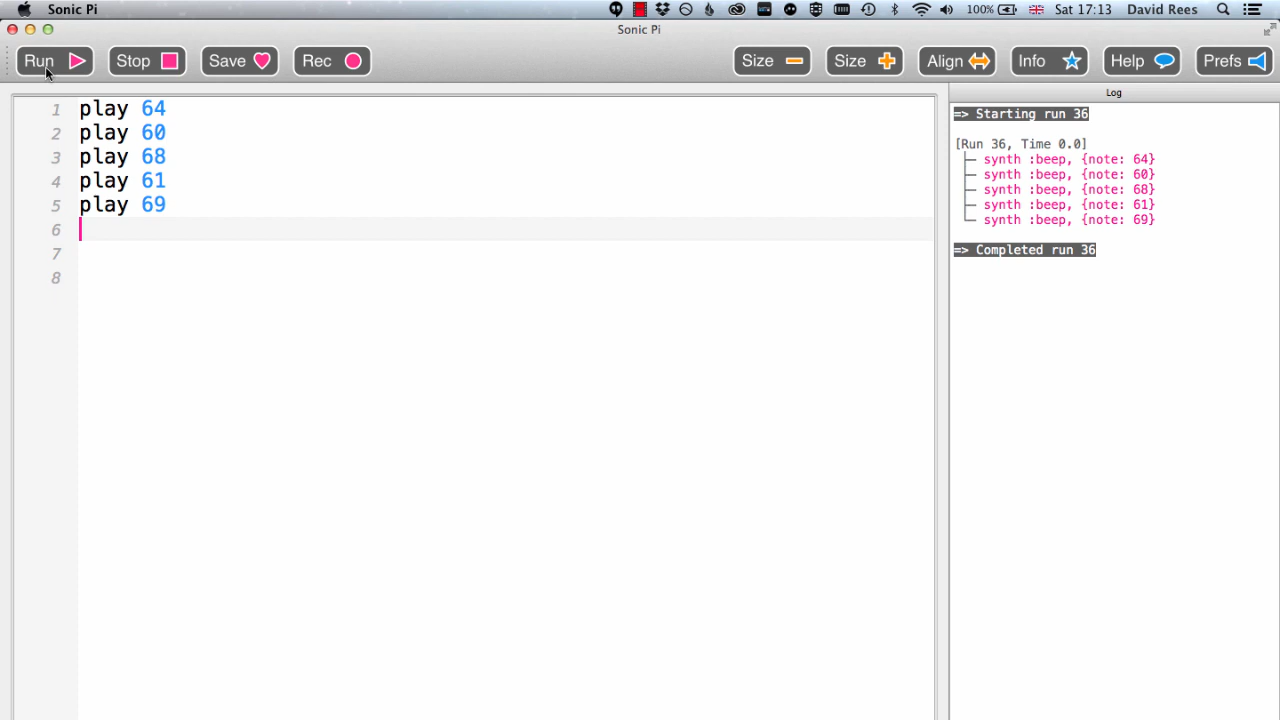 Sonic Pi 100% Sat 17:13 David Rees
Sonic Pi
Run Stop Save Rec Size Size Align Info Help Prefs
1 play 64
2 play 60
3 play 68
4 play 61
5 play 69
6
7
8
Log
=> Starting run 36
[Run 36, Time 0.0]
synth :beep, {note: 64}
synth :beep, {note: 60}
synth :beep, {note: 68}
synth :beep, {note: 61}
synth :beep, {note: 69}
=> Completed run 36